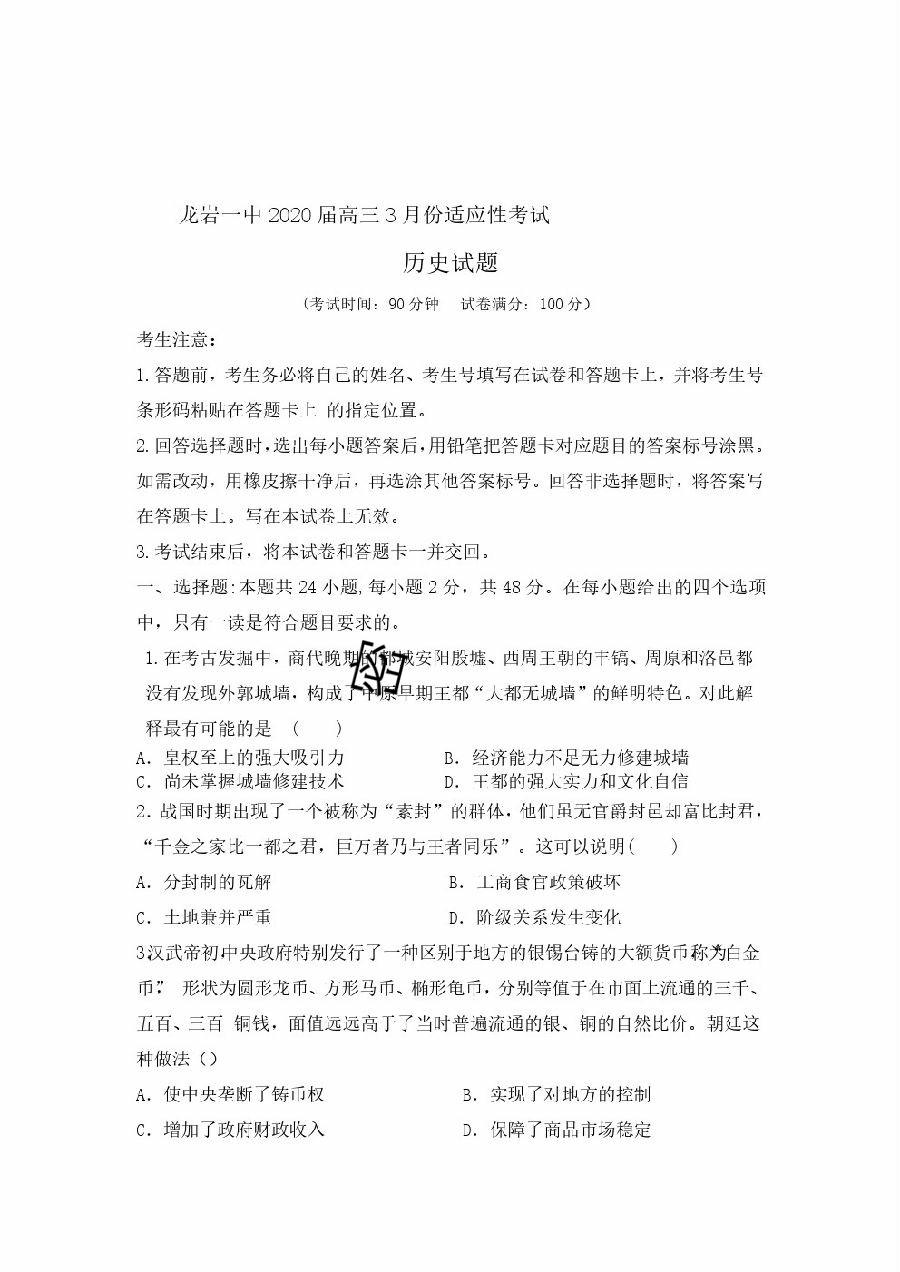 龙岩一中 2020 届高三 3 月份适应性考试
历史试题
(考试时间：90 分钟 试卷满分：100 分)
考生注意：
1.答题前，考生务必将自己的姓名、考生号填写在试卷和答题卡上，并将考生号
条形码粘贴在答题卡上 的指定位置。
2.回答选择题时,选出每小题答案后,用铅笔把答题卡对应题目的答案标号涂黑。
如需改动，用橡皮擦干净后，再选涂其他答案标号。回答非选择题时，将答案写
在答题卡上。写在本试卷上无效。
3.考试结束后，将本试卷和答题卡一并交回。
一、选择题:本题共 24 小题,每小题 2 分，共 48 分。在每小题给出的四个选项
中，只有一读是符合题目要求的。
1.在考古发掘中，商代晚期的都城安阳殷墟、西周王朝的丰镐、周原和洛邑都
密
没有发现外郭城墙，构成了中原早期王都“大都无城墙”的鲜明特色。对此解
释最有可能的是 ( )
A．皇权至上的强大吸引力 B．经济能力不足无力修建城墙
C．尚未掌握城墙修建技术 D．王都的强大实力和文化自信
2．战国时期出现了一个被称为“素封”的群体，他们虽无官爵封邑却富比封君，
“千金之家比一都之君，巨万者乃与王者同乐”。这可以说明( )
A．分封制的瓦解 B．工商食官政策破坏
C．土地兼并严重 D．阶级关系发生变化
3.汉武帝初,中央政府特别发行了一种区别于地方的银锡合铸的大额货币,称为“白金
币”， 形状为圆形龙币、方形马币、椭形龟币，分别等值于在市面上流通的三千、
五百、三百 铜钱，面值远远高于了当时普遍流通的银、铜的自然比价。朝廷这
种做法（）
A．使中央垄断了铸币权 B．实现了对地方的控制
C．增加了政府财政收入 D．保障了商品市场稳定